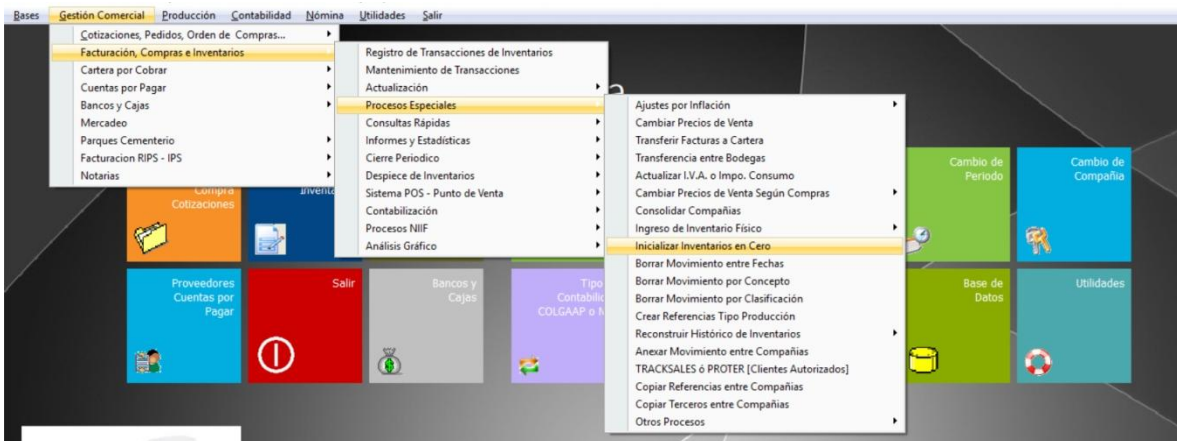 Bases Gestión Comercial Producción Contabilidad Nómina Utilidades Salir
Cotizaciones, Pedidos, Orden de Compras...
Facturación, Compras e Inventarios
Cartera por Cobrar
Cuentas por Pagar
Bancos y Cajas
Mercadeo
Parques Cementerio
Facturacion RIPS - IPS
Notarias
Registro de Transacciones de Inventarios
Mantenimiento de Transacciones
Actualización
Procesos Especiales
Consultas Rápidas
Informes y Estadísticas
Cierre Periodico
Despiece de Inventarios
Sistema POS - Punto de Venta
Contabilización
Procesos NIIF
Análisis Gráfico
Ajustes por Inflación
Cambiar Precios de Venta
Transferir Facturas a Cartera
Transferencia entre Bodegas
Actualizar I.V.A. o Impo. Consumo
Cambiar Precios de Venta Según Compras
Consolidar Compañias
Ingreso de Inventario Físico
Inicializar Inventarios en Cero
Borrar Movimiento entre Fechas
Borrar Movimiento por Concepto
Borrar Movimiento por Clasificación
Crear Referencias Tipo Producción
Reconstruir Histórico de Inventarios
Anexar Movimiento entre Compañias
TRACKSALES ó PROTER [Clientes Autorizados]
Copiar Referencias entre Compañias
Copiar Terceros entre Compañias
Otros Procesos
Compra
Cotizaciones
Cambio de
Periodo
Cambio de
Compañia
Proveedores
Cuentas por
Pagar
Salir
Bancos y
Cajas
Tipo
COLGAAP o
Base de
Datos
Utilidades